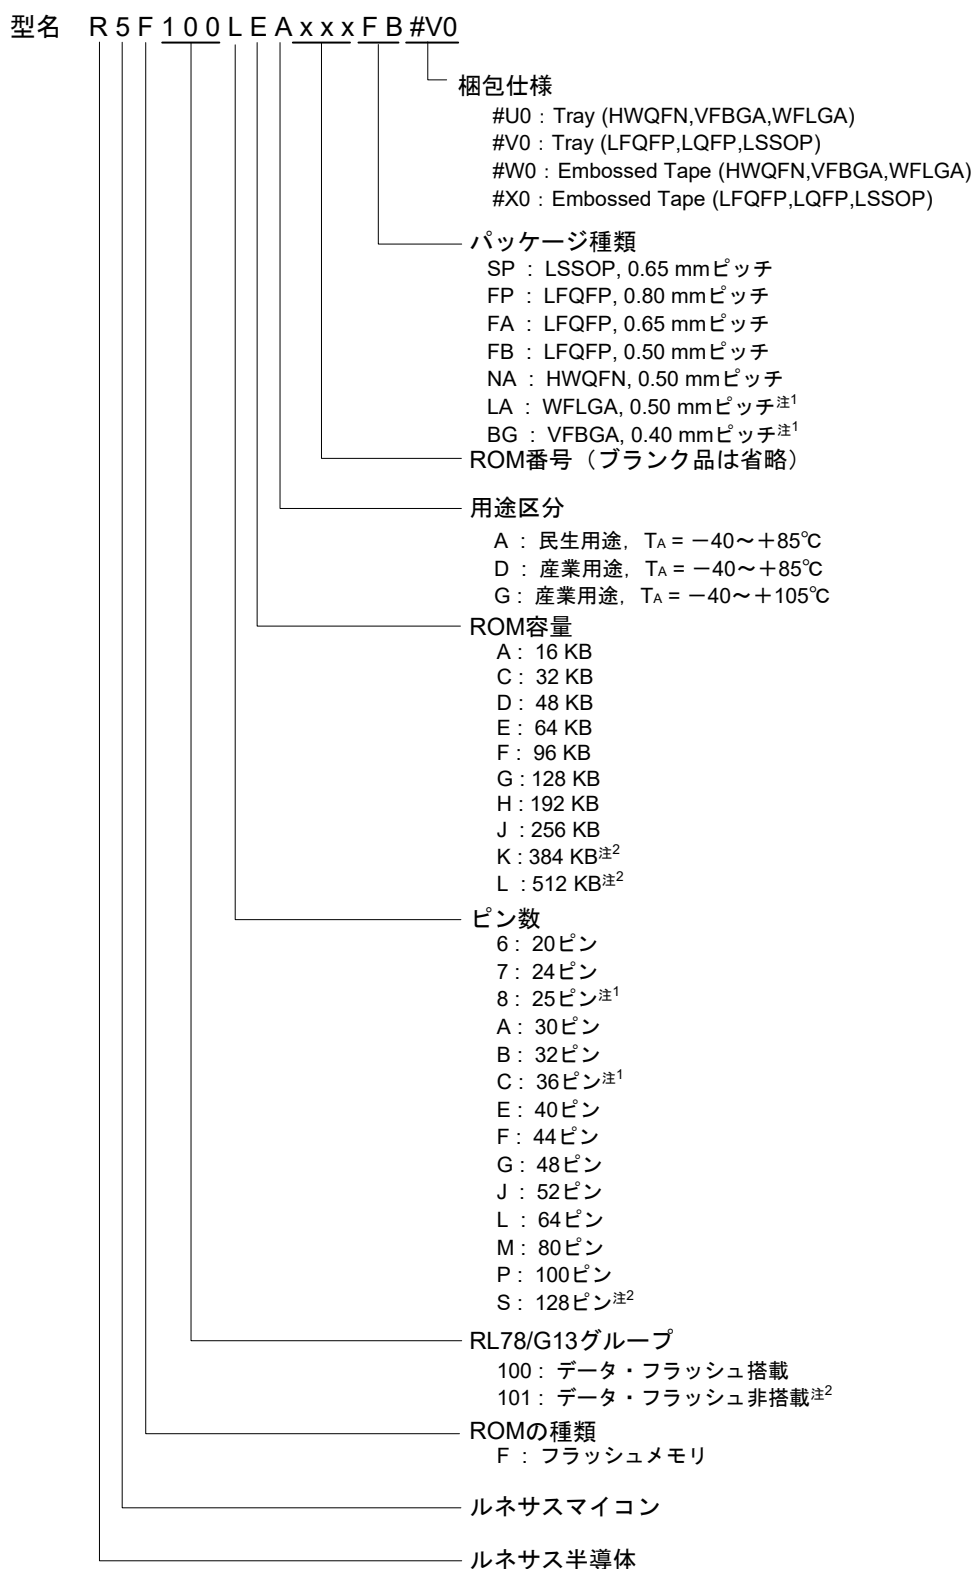 型名 R 5 F 1 0 0 L E A x x x F B #V0
梱包仕様
#U0 : Tray (HWQFN,VFBGA,WFLGA)
#V0 : Tray (LFQFP,LQFP,LSSOP)
#W0 : Embossed Tape (HWQFN,VFBGA,WFLGA)
#X0 : Embossed Tape (LFQFP,LQFP,LSSOP)
パッケージ種類
SP : LSSOP, 0.65 mmピッチ
FP : LFQFP, 0.80 mmピッチ
FA : LFQFP, 0.65 mmピッチ
FB : LFQFP, 0.50 mmピッチ
NA : HWQFN, 0.50 mmピッチ
LA : WFLGA, 0.50 mmピッチ注1
BG : VFBGA, 0.40 mmピッチ注1
ROM番号（ブランク品は省略）
用途区分
A : 民生用途, TA = －40～＋85℃
D : 産業用途, TA = －40～＋85℃
G : 産業用途, TA = －40～＋105℃
ROM容量
A : 16 KB
C : 32 KB
D : 48 KB
E : 64 KB
F : 96 KB
G : 128 KB
H : 192 KB
J : 256 KB
K : 384 KB注2
L : 512 KB注2
ピン数
6 : 20ピン
7 : 24ピン
8 : 25ピン注1
A : 30ピン
B : 32ピン
C : 36ピン注1
E : 40ピン
F : 44ピン
G : 48ピン
J : 52ピン
L : 64ピン
M : 80ピン
P : 100ピン
S : 128ピン注2
RL78/G13グループ
100 : データ・フラッシュ搭載
101 : データ・フラッシュ非搭載注2
ROMの種類
F : フラッシュメモリ
ルネサスマイコン
ルネサス半導体